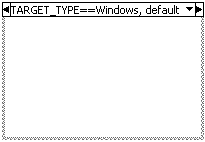 TARGET_TYPE==Windows, default